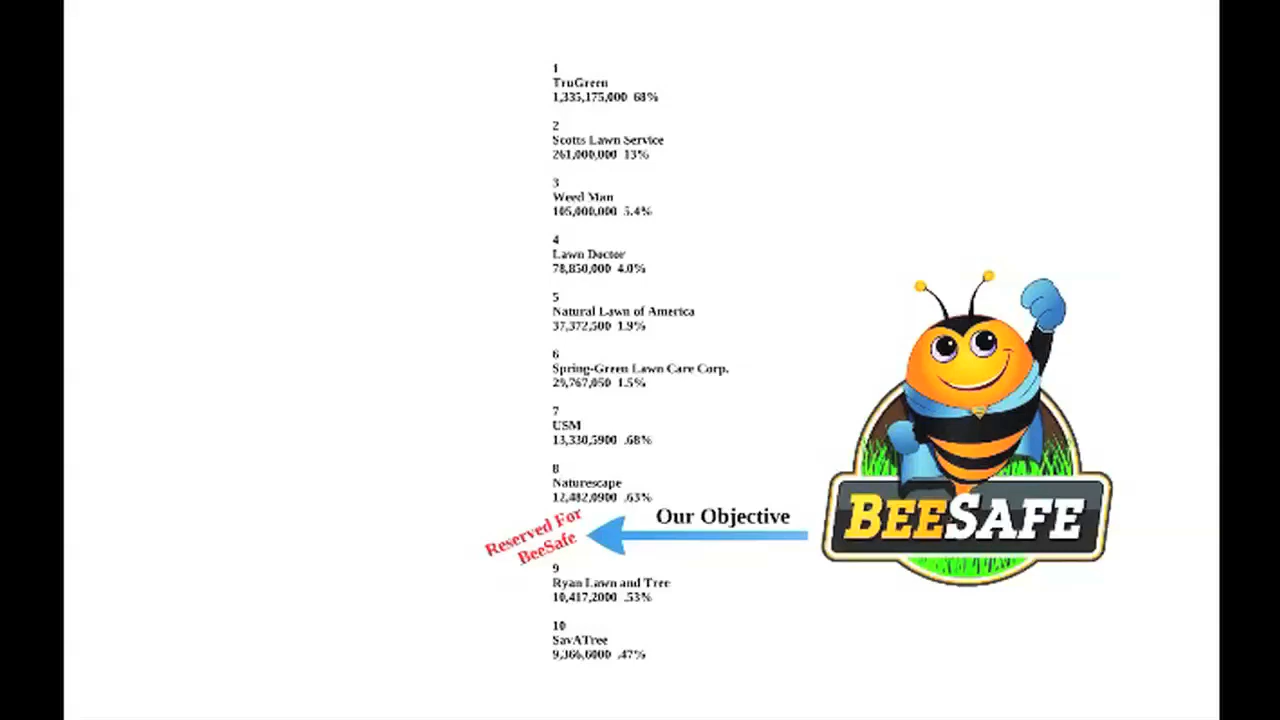 1
TruGreen
1,335,175,000 68%
2
Scotts Lawn Service
261,000,000 13%
3
Weed Man
105,000,000 5.4%
4
Lawn Doctor
78,850,000 4.0%
5
Natural Lawn of America
37,372,500 1.9%
6
Spring-Green Lawn Care Corp.
29,767,050 1.5%
7
USM
13,330,5900 .68%
8
Naturescape
12,482,0900 .63%
Reserved For
BeeSafe
Our Objective
BEESAFE
9
Ryan Lawn and Tree
10,417,2000 .53%
10
SavATree
9,366,6000 .47%